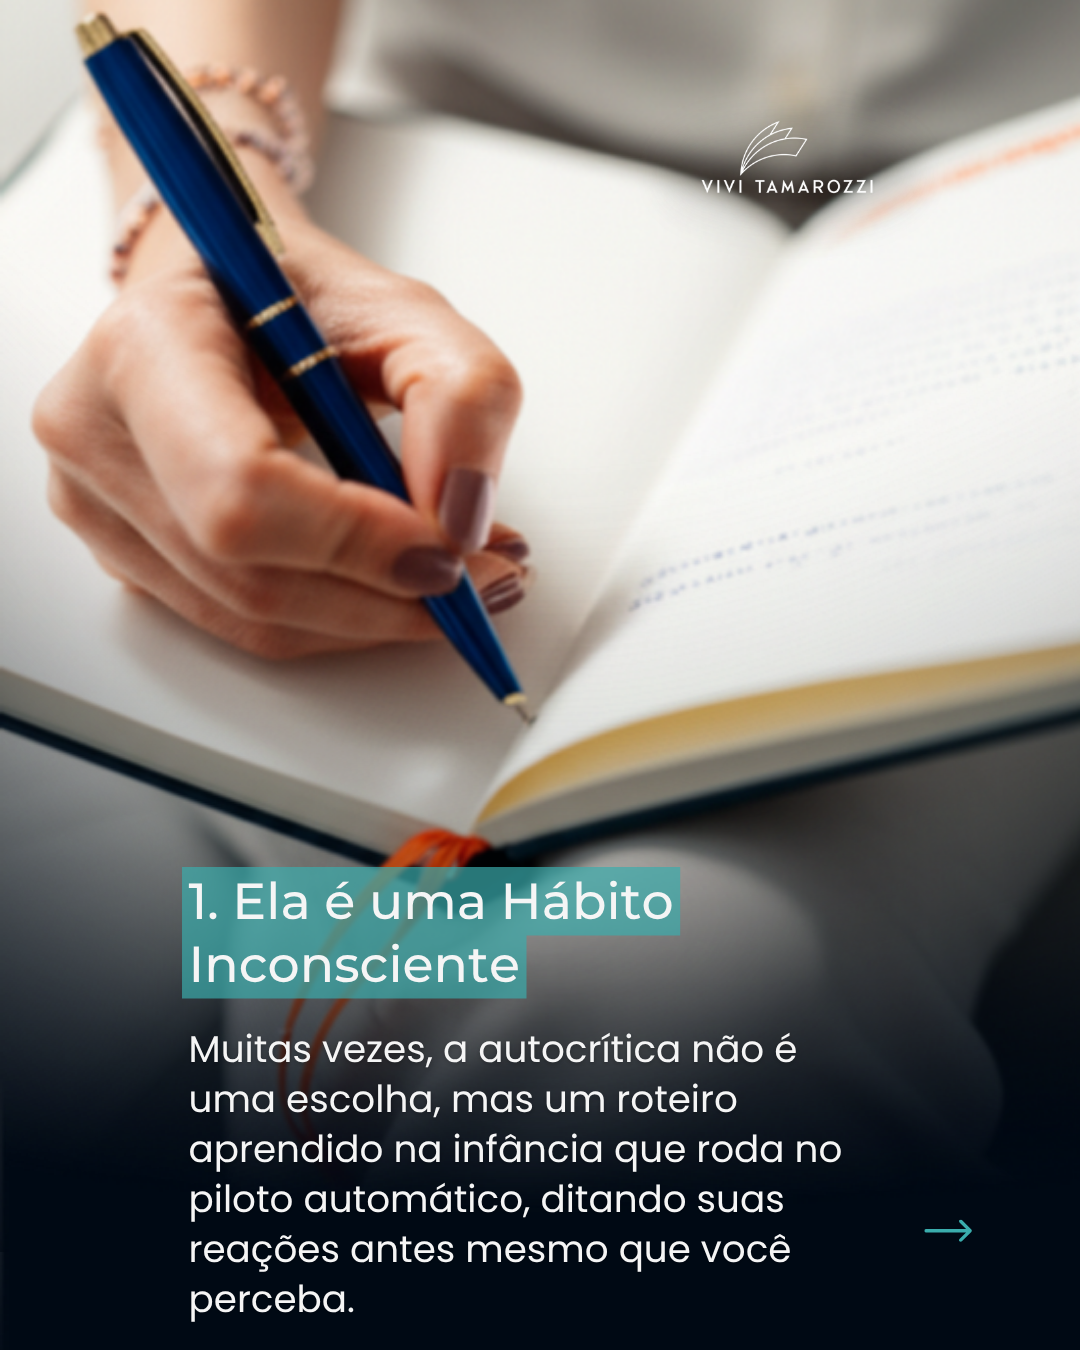 VIVI TAMAROZZI
1. Ela é uma Hábito
Inconsciente
Muitas vezes, a autocrítica não é
uma escolha, mas um roteiro
aprendido na infância que roda no
piloto automático, ditando suas
reações antes mesmo que você
perceba.